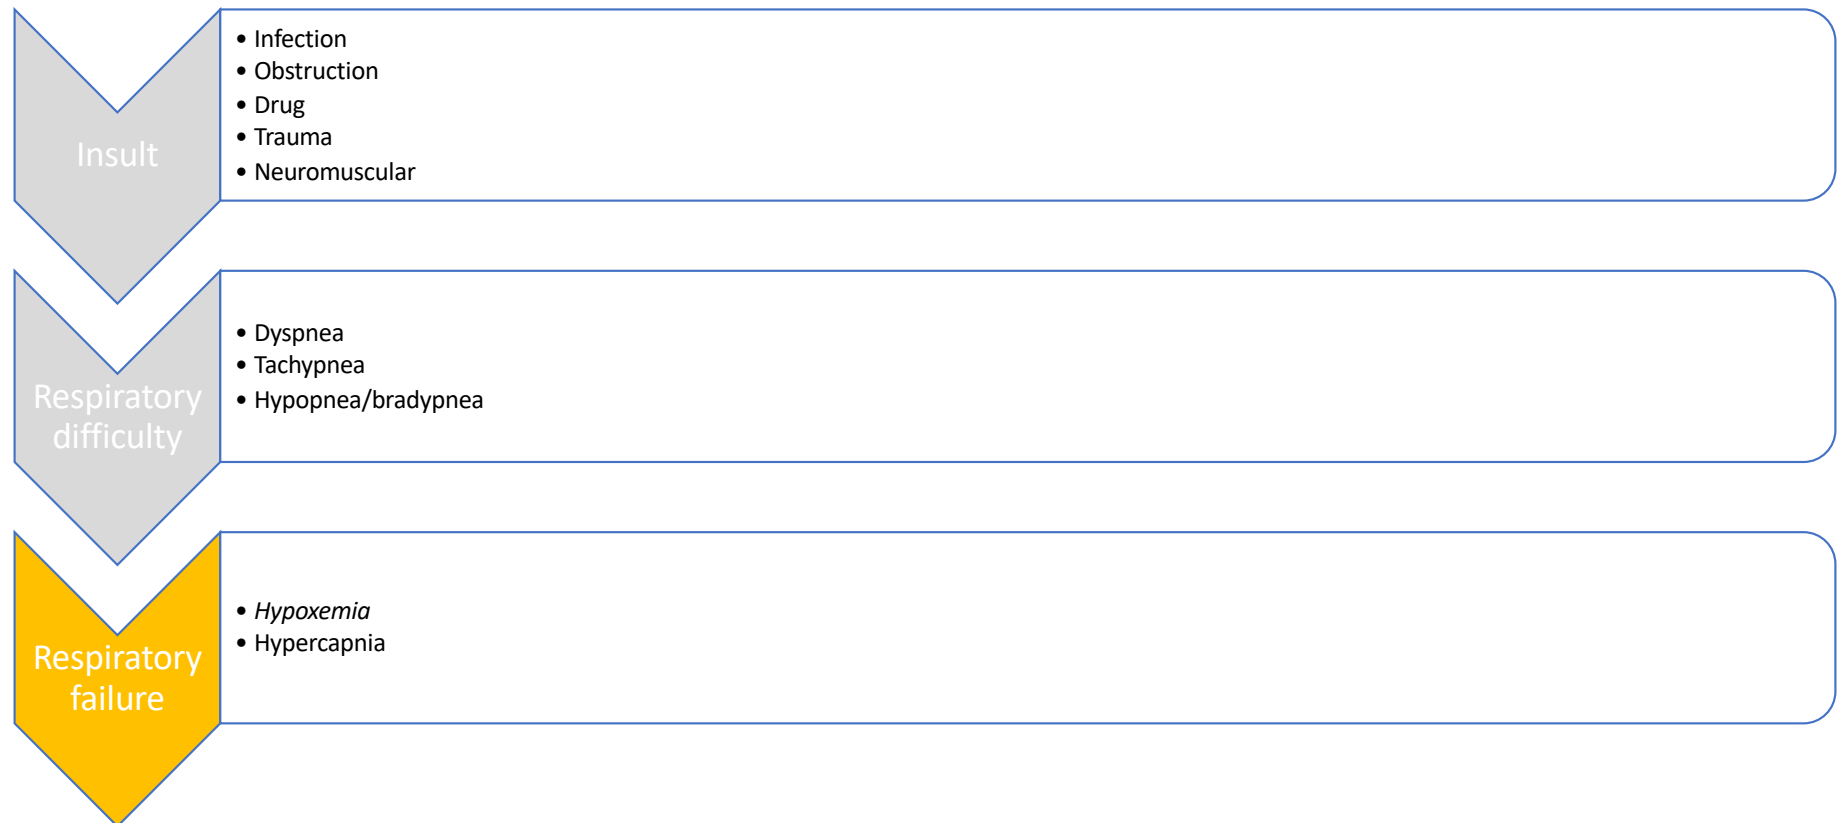 Insult
• Infection
• Obstruction
• Drug
• Trauma
• Neuromuscular
Respiratory
difficulty
• Dyspnea
• Tachypnea
• Hypopnea/bradypnea
Respiratory
failure
• Hypoxemia
• Hypercapnia